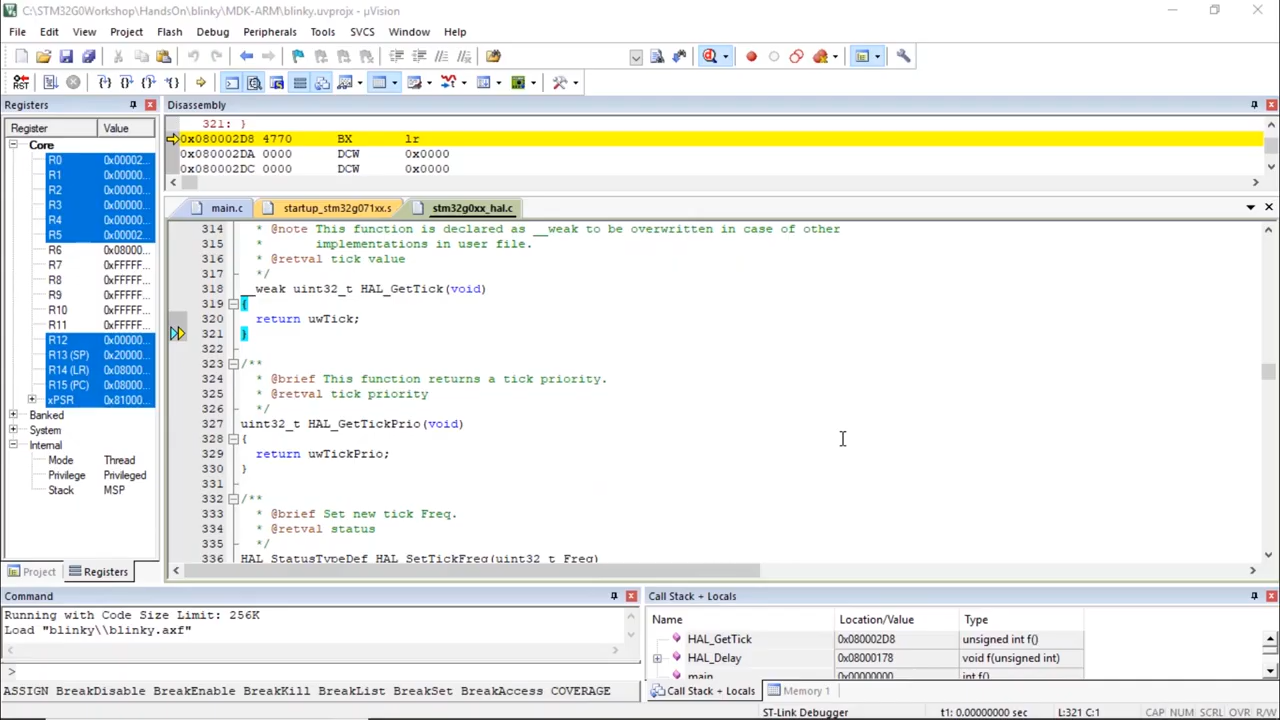 C:\STM32G0Workshop\HandsOn\blinky\MDK-ARM\blinky.uvprojx - µVision
File Edit View Project Flash Debug Peripherals Tools SVCS Window Help
RST
Registers
Register Value
Core
R0 0x00002...
R1 0x00000...
R2 0x00000...
R3 0x00000...
R4 0x00000...
R5 0x00002...
R6 0x08000...
R7 0xFFFFF...
R8 0xFFFFF...
R9 0xFFFFF...
R10 0xFFFFF...
R11 0xFFFFF...
R12 0x00000...
R13 (SP) 0x20000...
R14 (LR) 0x08000...
R15 (PC) 0x08000...
xPSR 0x81000...
Banked
System
Internal
Mode Thread
Privilege Privileged
Stack MSP
Project Registers
Disassembly
321: }
0x080002D8 4770 BX lr
0x080002DA 0000 DCW 0x0000
0x080002DC 0000 DCW 0x0000
main.c startup_stm32g071xx.s stm32g0xx_hal.c
314 * @note This function is declared as __weak to be overwritten in case of other
315 * implementations in user file.
316 * @retval tick value
317 */
318 __weak uint32_t HAL_GetTick(void)
319 {
320 return uwTick;
321 }
322
323 /**
324 * @brief This function returns a tick priority.
325 * @retval tick priority
326 */
327 uint32_t HAL_GetTickPrio(void)
328 {
329 return uwTickPrio;
330 }
331
332 /**
333 * @brief Set new tick Freq.
334 * @retval status
335 */
336 HAL_StatusTypeDef HAL_SetTickFreq(uint32_t Freq)
Command
Running with Code Size Limit: 256K
Load "blinky\\blinky.axf"
>
ASSIGN BreakDisable BreakEnable BreakKill BreakList BreakSet BreakAccess COVERAGE
Call Stack + Locals
Name Location/Value Type
HAL_GetTick 0x080002D8 unsigned int f()
HAL_Delay 0x08000178 void f(unsigned int)
main 0x00000000 int f()
Call Stack + Locals Memory 1
ST-Link Debugger t1: 0.00000000 sec L:321 C:1 CAP NUM SCRL OVR R/W